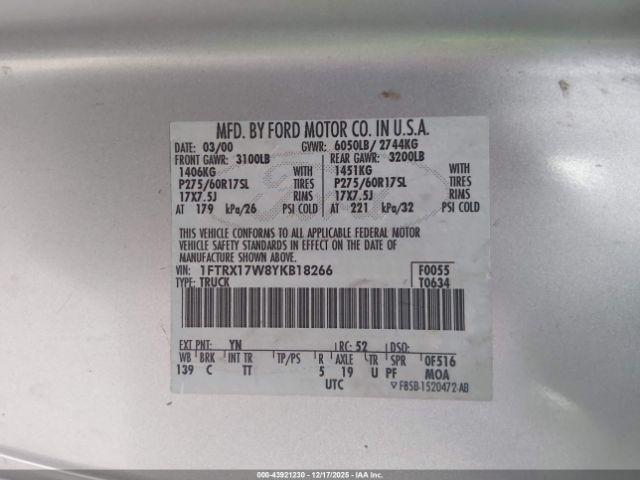 MFD. BY FORD MOTOR CO. IN U.S.A.
DATE: 03/00 GVWR: 6050LB/ 2744KG
FRONT GAWR: 3100LB REAR GAWR: 3200LB
1406KG WITH 1451KG WITH
P275/60R17SL TIRES P275/60R17SL TIRES
17X7.5J RIMS 17X7.5J RIMS
AT 179 kPa/26 PSI COLD AT 221 kPa/32 PSI COLD
THIS VEHICLE CONFORMS TO ALL APPLICABLE FEDERAL MOTOR
VEHICLE SAFETY STANDARDS IN EFFECT ON THE DATE OF
MANUFACTURE SHOWN ABOVE.
VIN: 1FTRX17W8YKB18266 F0055
TYPE: TRUCK T0634
EXT PNT: YN RC: 52 DSO:
WB BRK INT TR TP/PS R AXLE TR SPR 0F516
139 C TT 5 19 U PF MOA
UTC F8SB-1520472-AB
000-43921230 - 12/17/2025 - IAA, Inc.